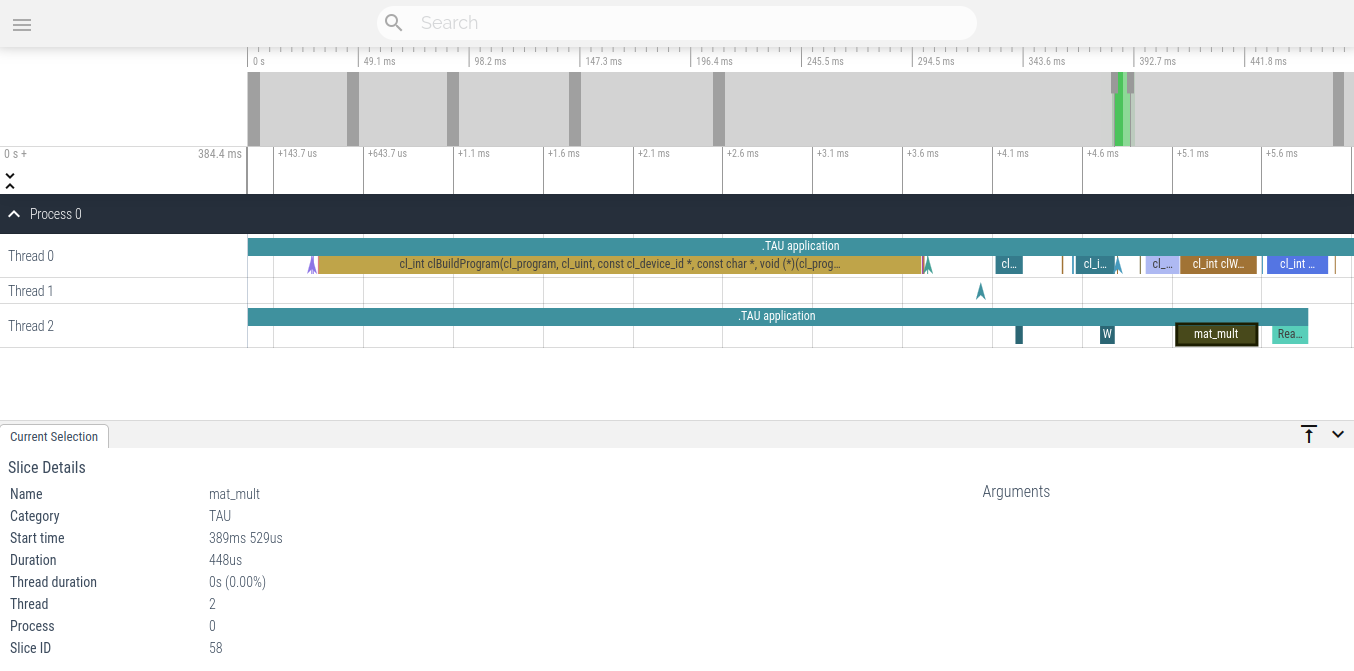 Search
0 s 49.1 ms 98.2 ms 147.3 ms 196.4 ms 245.5 ms 294.5 ms 343.6 ms 392.7 ms 441.8 ms
0 s + 384.4 ms +143.7 us +643.7 us +1.1 ms +1.6 ms +2.1 ms +2.6 ms +3.1 ms +3.6 ms +4.1 ms +4.6 ms +5.1 ms +5.6 ms
Process 0
.TAU application
Thread 0
cl_int clBuildProgram(cl_program, cl_uint, const cl_device_id *, const char *, void (*)(cl_prog... cl... cl_i... cl_... cl_int clW... cl_int ...
Thread 1
.TAU application
Thread 2
W mat_mult Rea...
Current Selection
Slice Details
Arguments
Name mat_mult
Category TAU
Start time 389ms 529us
Duration 448us
Thread duration 0s (0.00%)
Thread 2
Process 0
Slice ID 58